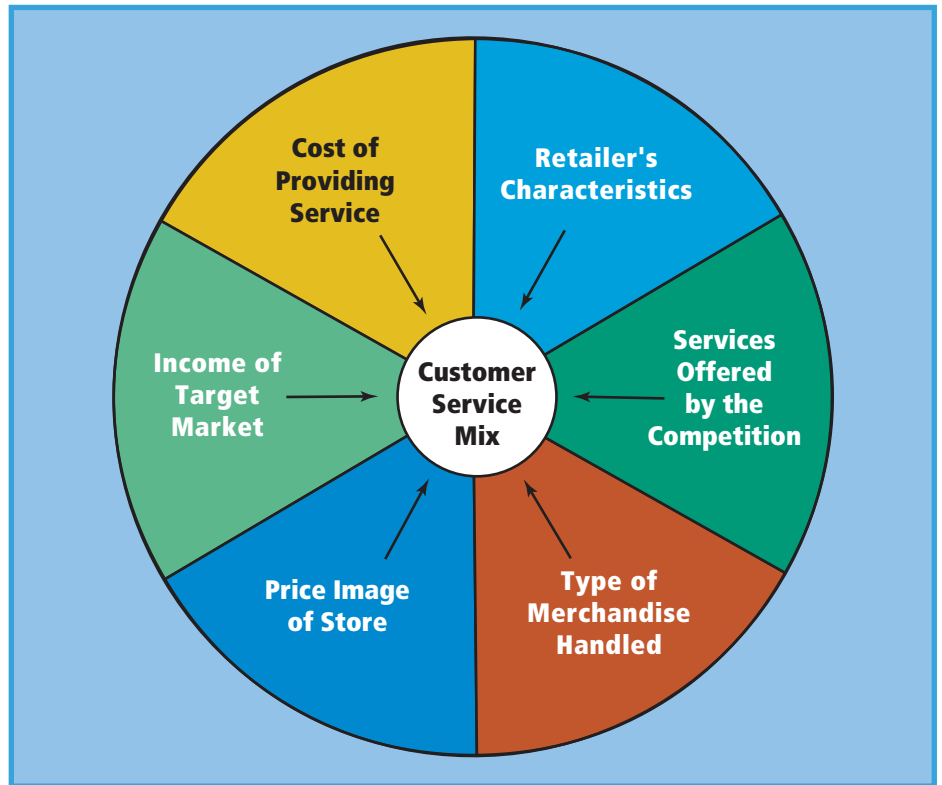 Cost of
Providing
Service
Retailer's
Characteristics
Services
Offered
by the
Competition
Type of
Merchandise
Handled
Price Image
of Store
Income of
Target
Market
Customer
Service
Mix